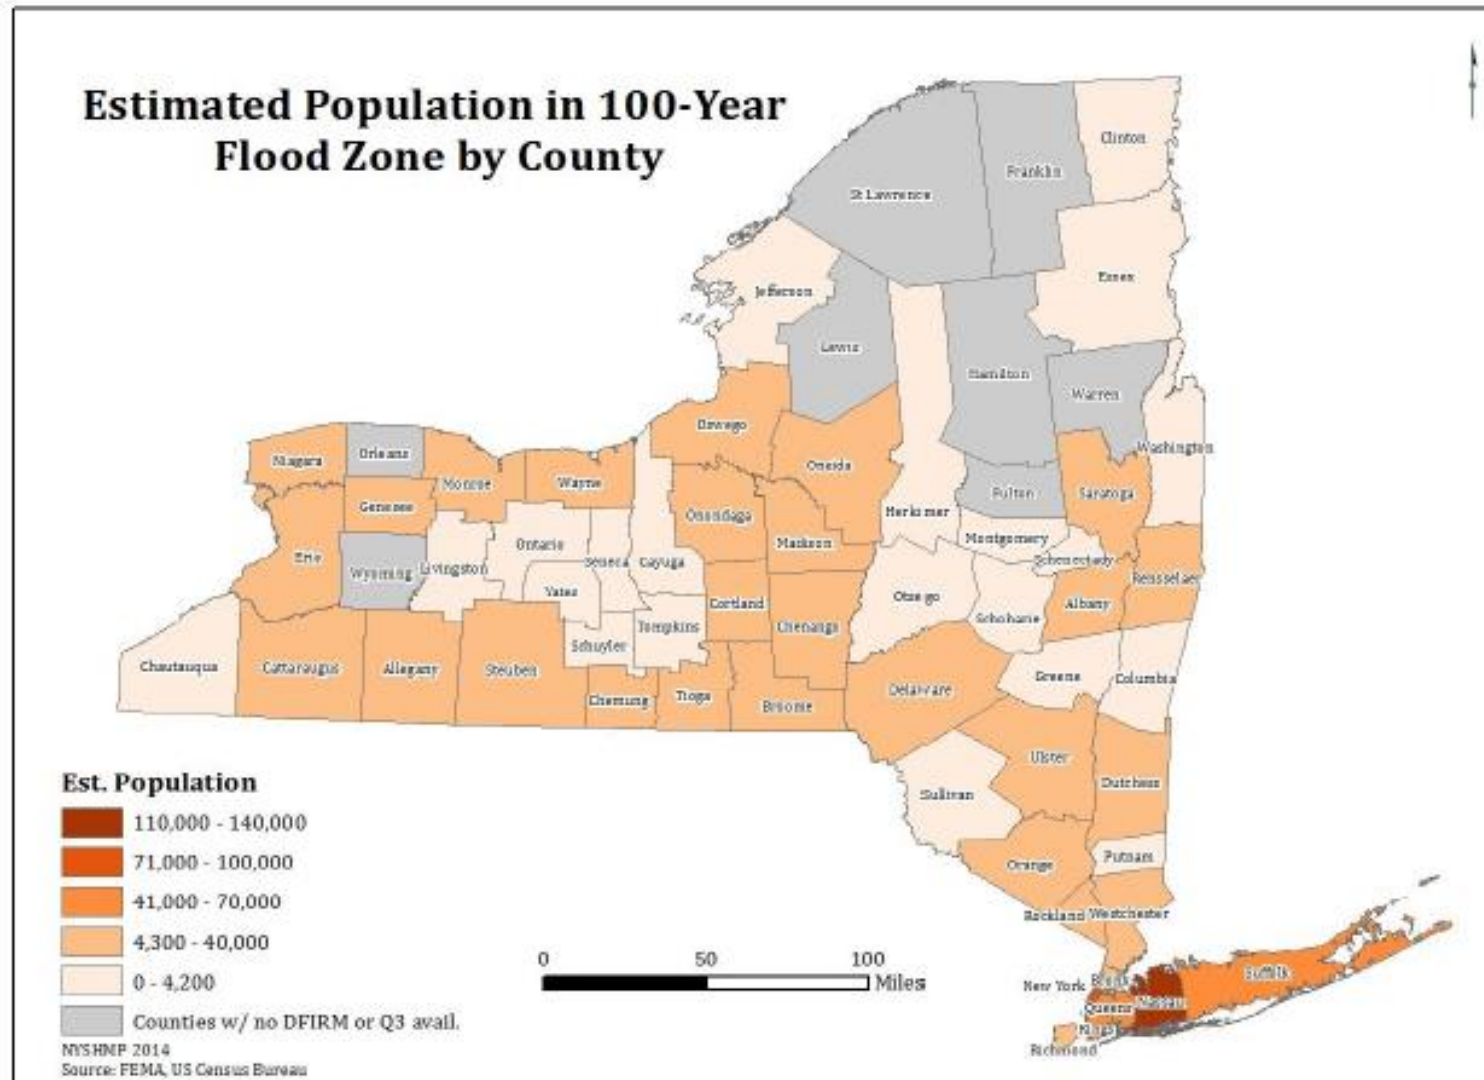 Estimated Population in 100-Year
Flood Zone by County
Clinton
Franklin
St Lawrence
Essex
Jefferson
Lewis
Hamilton
Warren
Oswego
Washington
Orleans
Niagara
Oneida
Monroe
Wayne
Saratoga
Fulton
Genesee
Herkimer
Onondaga
Montgomery
Madison
Ontario
Erie
Schenectady
Seneca
Cayuga
Livingston
Wyoming
Rensselaer
Yates
Otsego
Cortland
Albany
Schoharie
Chenango
Tompkins
Schuyler
Chautauqua
Cattaraugus
Allegany
Steuben
Greene
Columbia
Delaware
Tioga
Chemung
Broome
Ulster
Dutchess
Sullivan
Putnam
Orange
Rockland
Westchester
Suffolk
Bronx
New York
Nassau
Queens
Kings
Richmond
Est. Population
110,000 - 140,000
71,000 - 100,000
41,000 - 70,000
4,300 - 40,000
0 - 4,200
Counties w/ no DFIRM or Q3 avail.
0 50 100
Miles
NYSHMP 2014
Source: FEMA, US Census Bureau